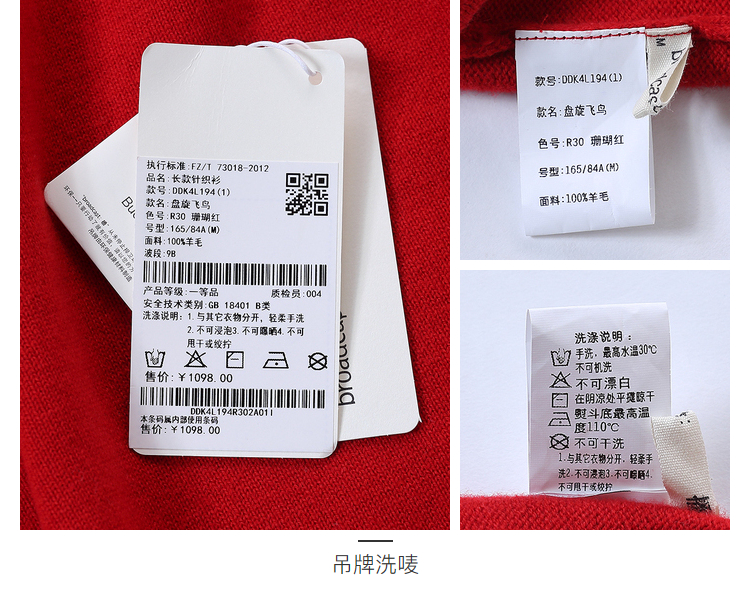 执行标准:FZ/T 73018-2012
品名:长款针织衫
款号:DDK4L194(1)
款名:盘旋飞鸟
色号:R30 珊瑚红
号型:165/84A(M)
面料:100%羊毛
波段:9B
产品等级:一等品 质检员:004
安全技术类别:GB 18401 B类
洗涤说明:1.与其它衣物分开,轻柔手洗
2.不可浸泡3.不可曝晒4.不可
甩干或绞拧
售价:￥1098.00
DDK4L194R302A01I
本条码属内部使用条码
售价:￥1098.00
broadcar
款号:DDK4L194(1)
款名:盘旋飞鸟
色号:R30 珊瑚红
号型:165/84A(M)
面料:100%羊毛
M
洗涤说明:
手洗,最高水温30℃
不可机洗
不可漂白
在阴凉处平摊晾干
熨斗底最高温
度110℃
不可干洗
1.与其它衣物分开,轻柔手
洗2.不可浸泡3.不可曝晒4.
不可甩干或绞拧
吊牌洗唛